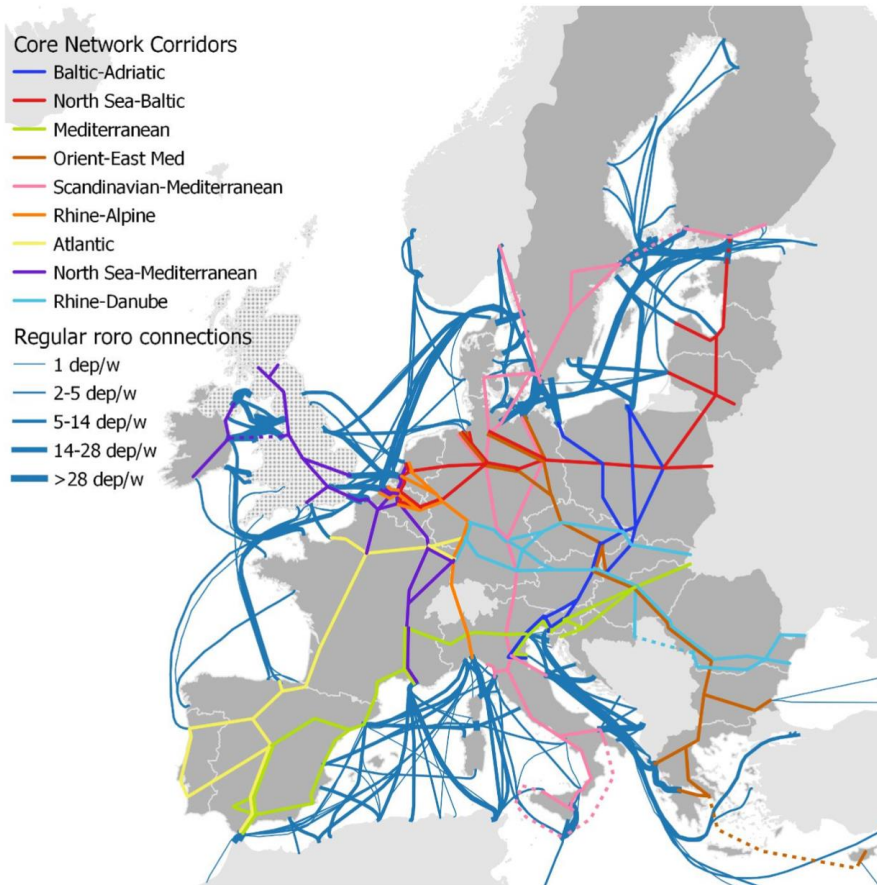 Core Network Corridors
Baltic-Adriatic
North Sea-Baltic
Mediterranean
Orient-East Med
Scandinavian-Mediterranean
Rhine-Alpine
Atlantic
North Sea-Mediterranean
Rhine-Danube
Regular roro connections
1 dep/w
2-5 dep/w
5-14 dep/w
14-28 dep/w
>28 dep/w